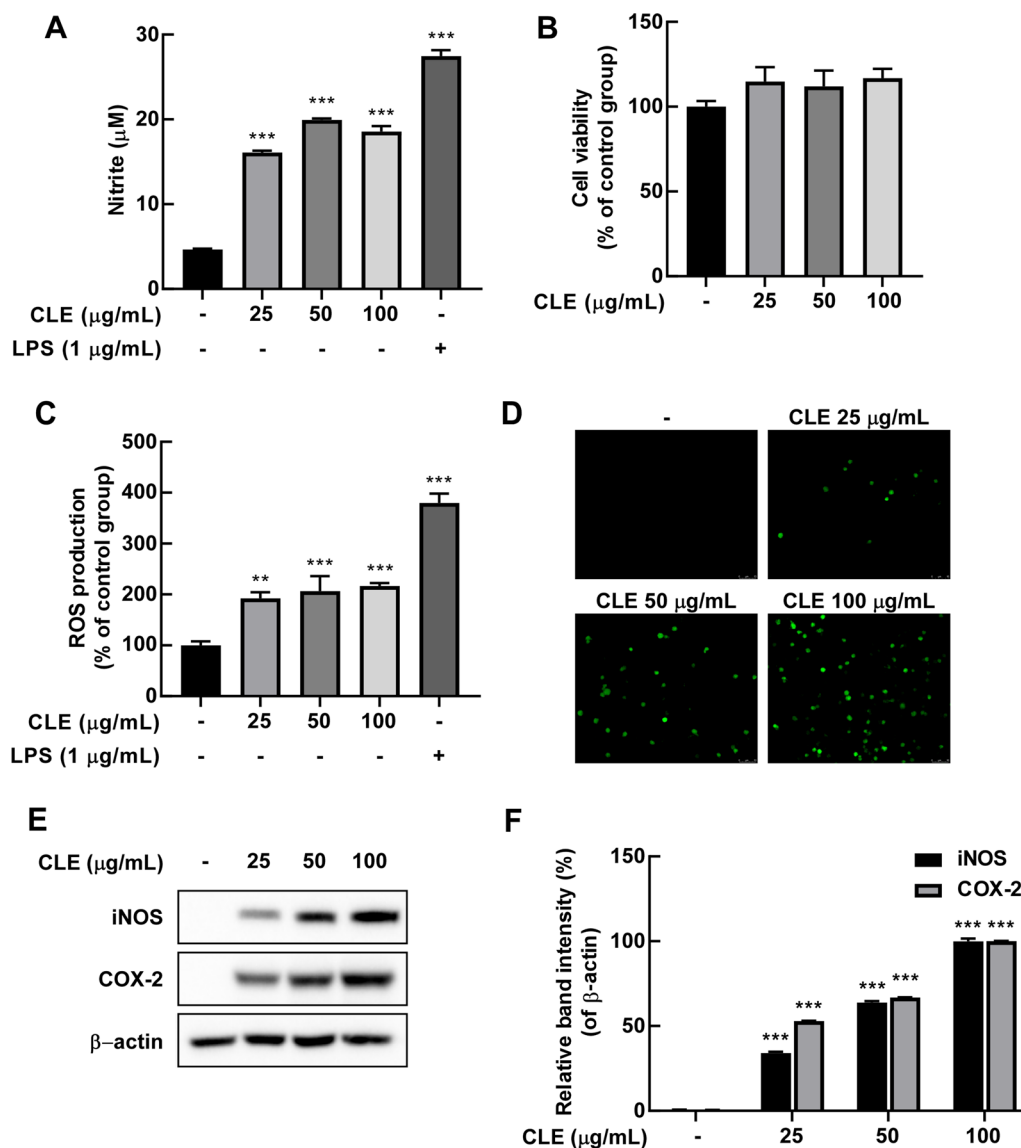 A
Nitrite (μM)
30
20
10
0
***
***
***
***
CLE (μg/mL) - 25 50 100 -
LPS (1 μg/mL) - - - - +
B
Cell viability
(% of control group)
150
100
50
0
CLE (μg/mL) - 25 50 100
C
ROS production
(% of control group)
500
400
300
200
100
0
**
***
***
***
CLE (μg/mL) - 25 50 100 -
LPS (1 μg/mL) - - - - +
D
- CLE 25 μg/mL
CLE 50 μg/mL CLE 100 μg/mL
E
CLE (μg/mL) - 25 50 100
iNOS
COX-2
β-actin
F
Relative band intensity (%)
(of β-actin)
150
100
50
0
iNOS
COX-2
*** ***
*** ***
*** ***
CLE (μg/mL) - 25 50 100